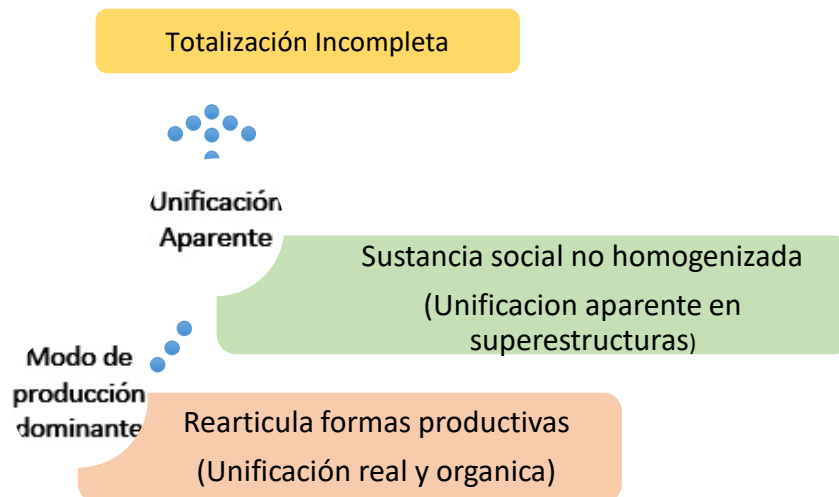 Totalización Incompleta
Unificación
Aparente
Sustancia social no homogenizada
(Unificacion aparente en
superestructuras)
Modo de
producción
dominante
Rearticula formas productivas
(Unificación real y organica)